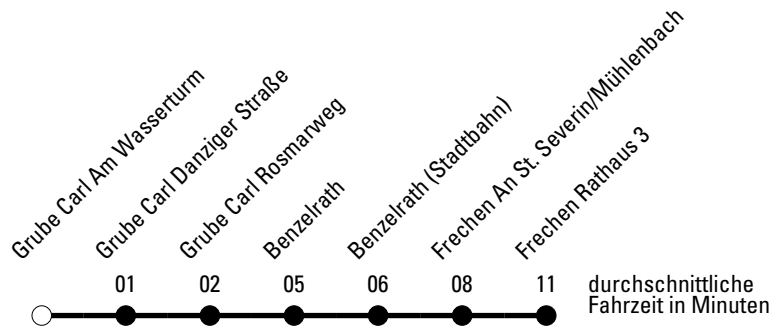 Grube Carl Am Wasserturm
Grube Carl Danziger Straße
Grube Carl Rosmarweg
Benzelrath
Benzelrath (Stadtbahn)
Frechen An St. Severin/Mühlenbach
Frechen Rathaus 3
01 02 05 06 08 11 durchschnittliche
Fahrzeit in Minuten